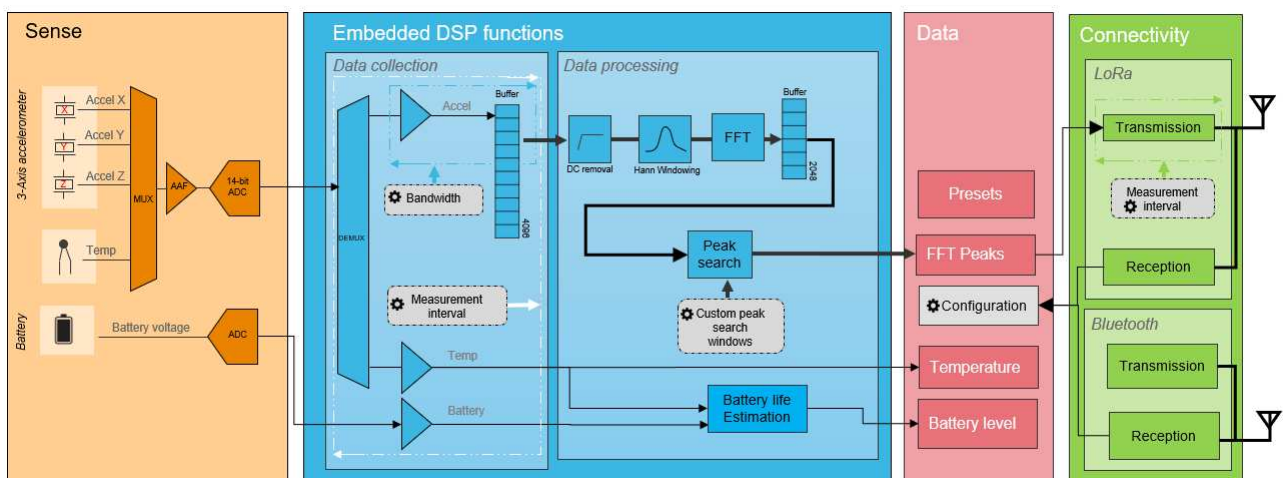 Sense
3-Axis accelerometer
X
Accel X
Y
Accel Y
Z
Accel Z
Temp
MUX
AAF
14-bit
ADC
Battery
Battery voltage
ADC
Embedded DSP functions
Data collection
DEMUX
Accel
Buffer
4096
Bandwidth
Measurement
interval
Temp
Battery
Data processing
DC removal
Hann Windowing
FFT
Buffer
2048
Peak
search
Custom peak
search
windows
Battery life
Estimation
Data
Presets
FFT Peaks
Configuration
Temperature
Battery level
Connectivity
LoRa
Transmission
Measurement
interval
Reception
Bluetooth
Transmission
Reception